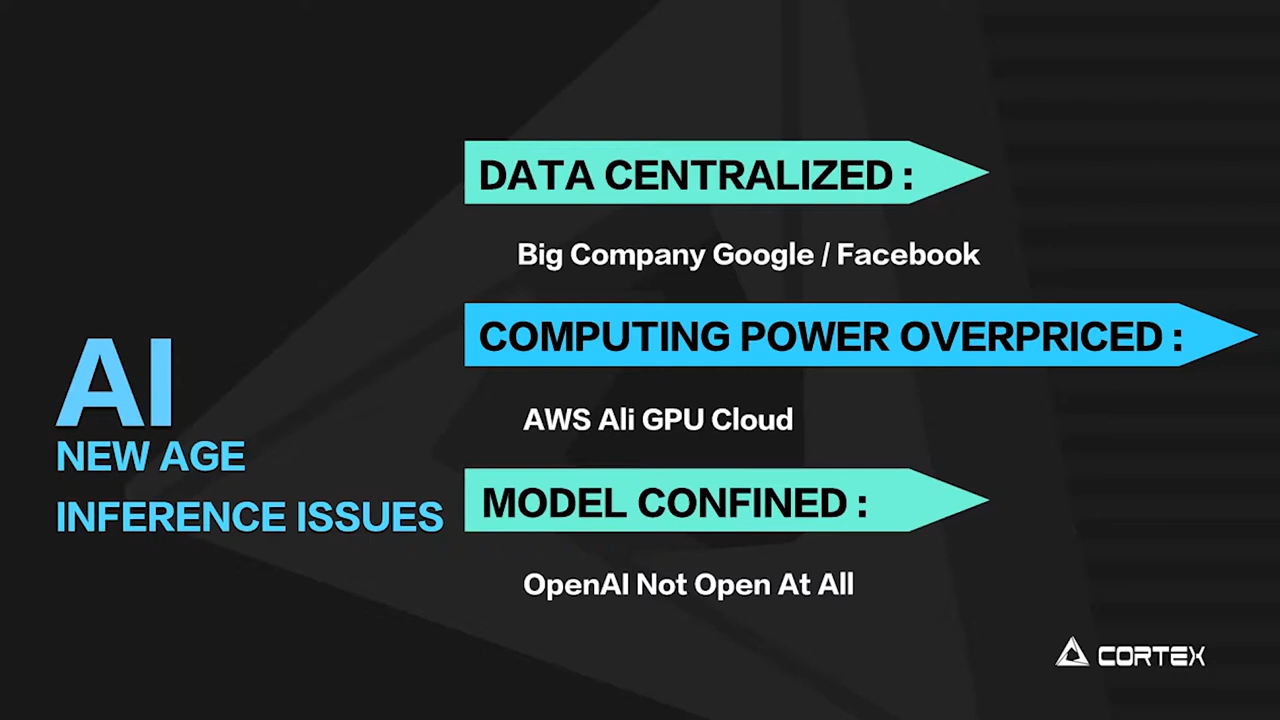 AI
NEW AGE
INFERENCE ISSUES
DATA CENTRALIZED :
Big Company Google / Facebook
COMPUTING POWER OVERPRICED :
AWS Ali GPU Cloud
MODEL CONFINED :
OpenAI Not Open At All
CORTEX